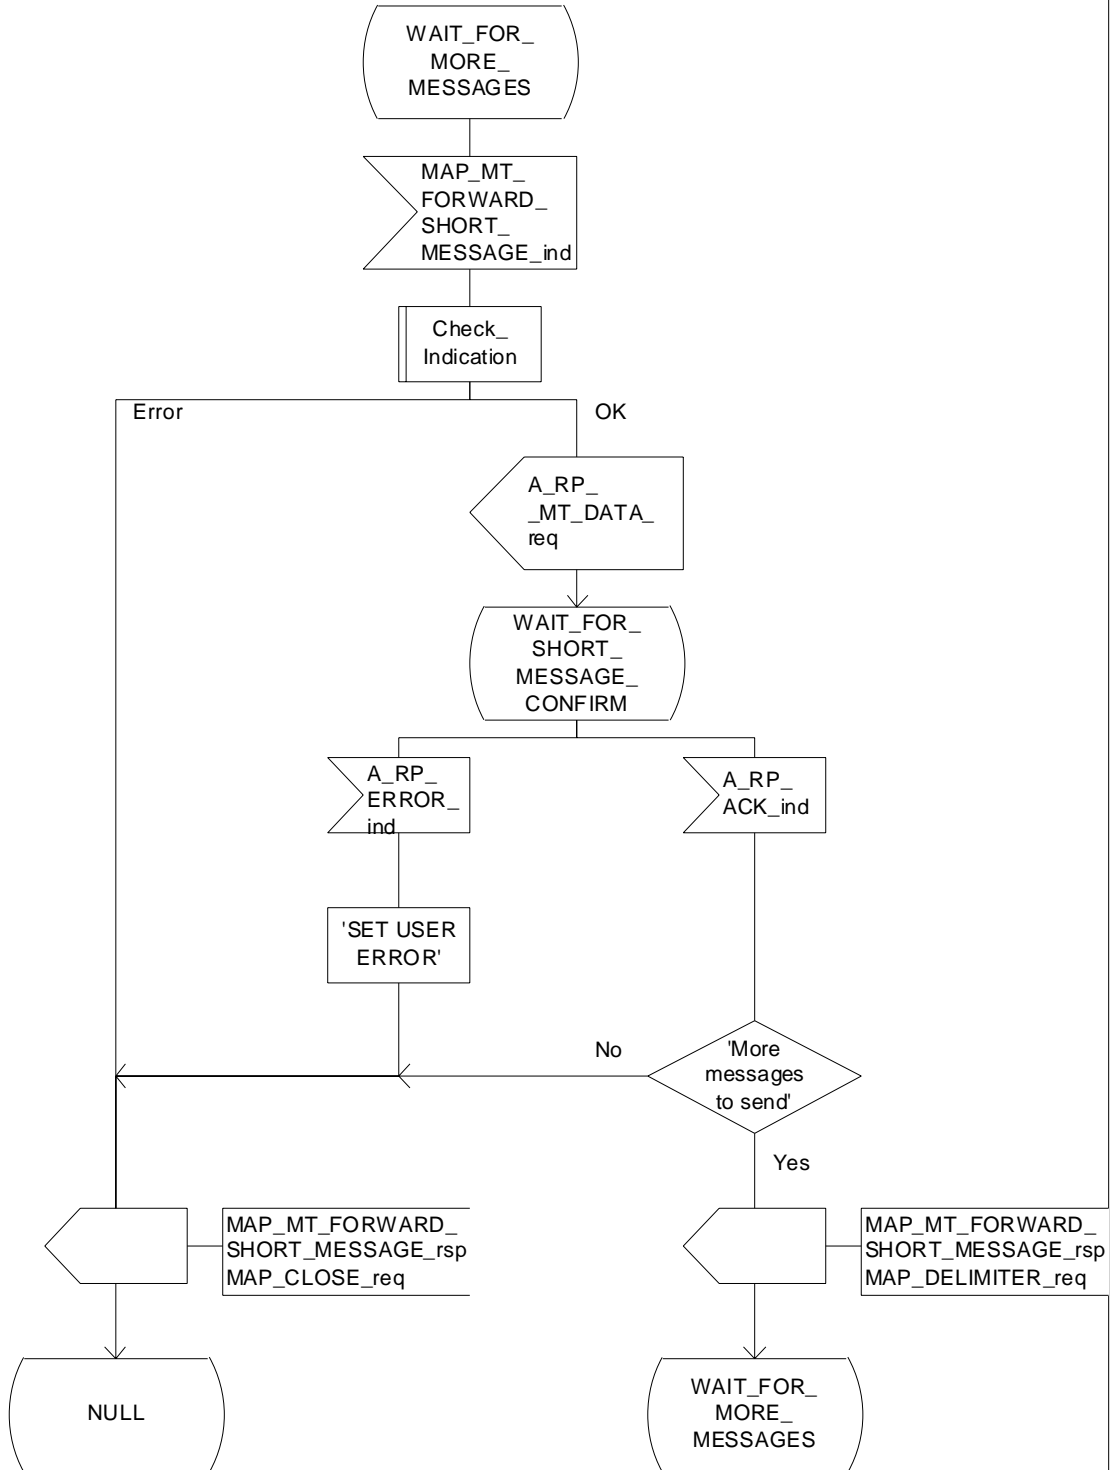 WAIT_FOR_
MORE_
MESSAGES
MAP_MT_
FORWARD_
SHORT_
MESSAGE_ind
Check_
Indication
Error
OK
A_RP_
_MT_DATA_
req
WAIT_FOR_
SHORT_
MESSAGE_
CONFIRM
A_RP_
ERROR_
ind
A_RP_
ACK_ind
'SET USER
ERROR'
No
'More
messages
to send'
Yes
MAP_MT_FORWARD_
SHORT_MESSAGE_rsp
MAP_CLOSE_req
MAP_MT_FORWARD_
SHORT_MESSAGE_rsp
MAP_DELIMITER_req
NULL
WAIT_FOR_
MORE_
MESSAGES